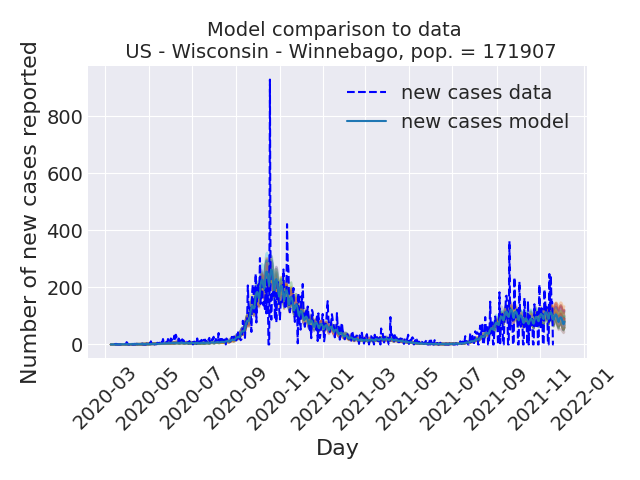 Model comparison to data
US - Wisconsin - Winnebago, pop. = 171907
Number of new cases reported
800
600
400
200
0
new cases data
new cases model
2020-03
2020-05
2020-07
2020-09
2020-11
2021-01
2021-03
2021-05
2021-07
2021-09
2021-11
2022-01
Day